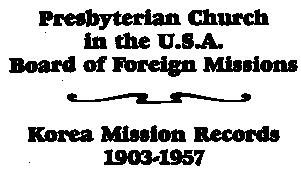 Presbyterian Church
in the U.S.A.
Board of Foreign Missions
Korea Mission Records
1903-1957